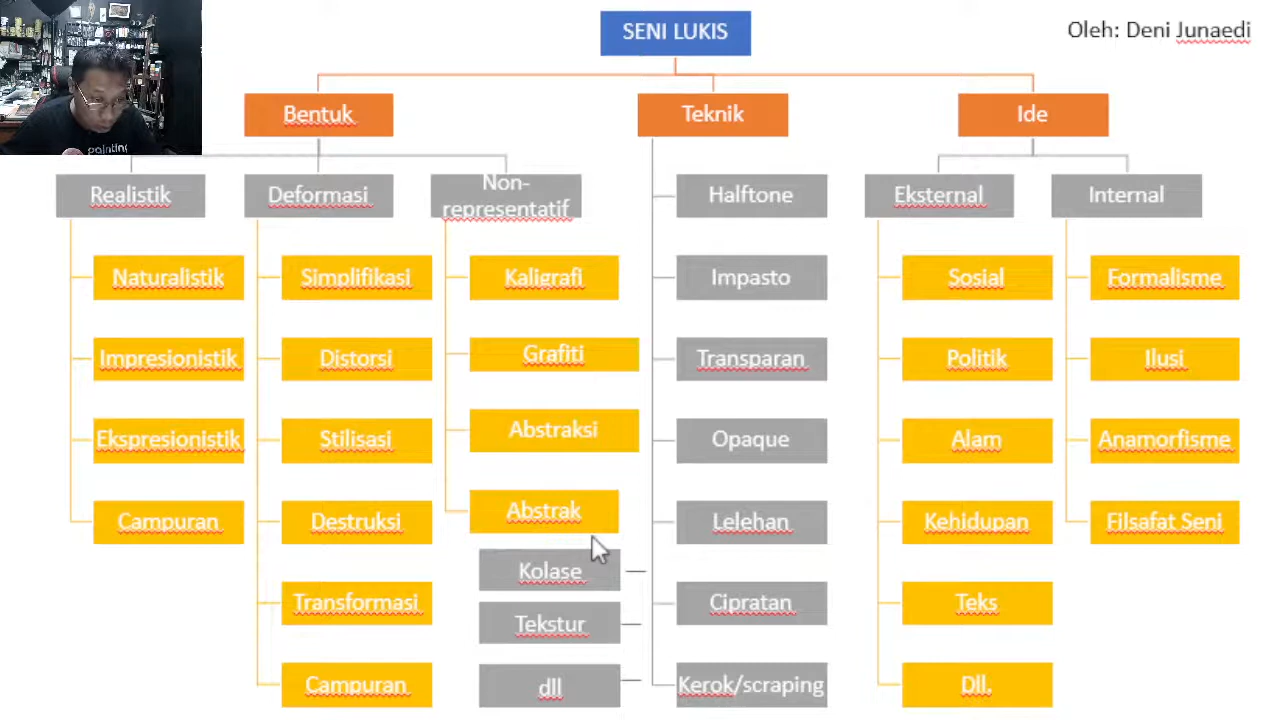 SENI LUKIS
Oleh: Deni Junaedi
painting
Bentuk
Teknik
Ide
Realistik
Deformasi
Non-
representatif
Halftone
Eksternal
Internal
Naturalistik
Simplifikasi
Kaligrafi
Impasto
Sosial
Formalisme
Impresionistik
Distorsi
Grafiti
Transparan
Politik
Ilusi
Ekspresionistik
Stilisasi
Abstraksi
Opaque
Alam
Anamorfisme
Campuran
Destruksi
Abstrak
Lelehan
Kehidupan
Filsafat Seni
Kolase
Transformasi
Tekstur
Cipratan
Teks
Campuran
dll
Kerok/scraping
Dll.